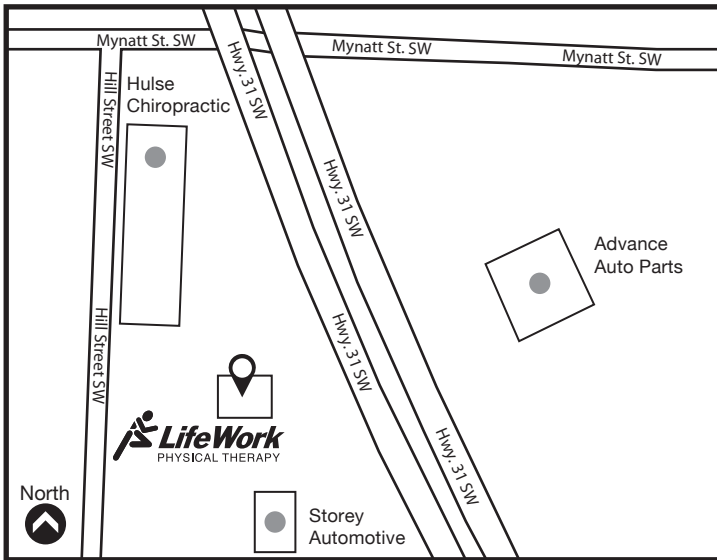 Mynatt St. SW
Mynatt St. SW
Mynatt St. SW
Hwy. 31 SW
Hill Street SW
Hulse
Chiropractic
Hwy. 31 SW
Advance
Auto Parts
Hill Street SW
Hwy. 31 SW
LifeWork
PHYSICAL THERAPY
Hwy. 31 SW
North
Storey
Automotive